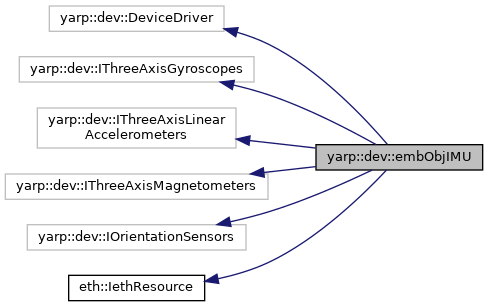 yarp::dev::DeviceDriver
yarp::dev::IThreeAxisGyroscopes
yarp::dev::IThreeAxisLinear
Accelerometers
yarp::dev::embObjIMU
yarp::dev::IThreeAxisMagnetometers
yarp::dev::IOrientationSensors
eth::IethResource